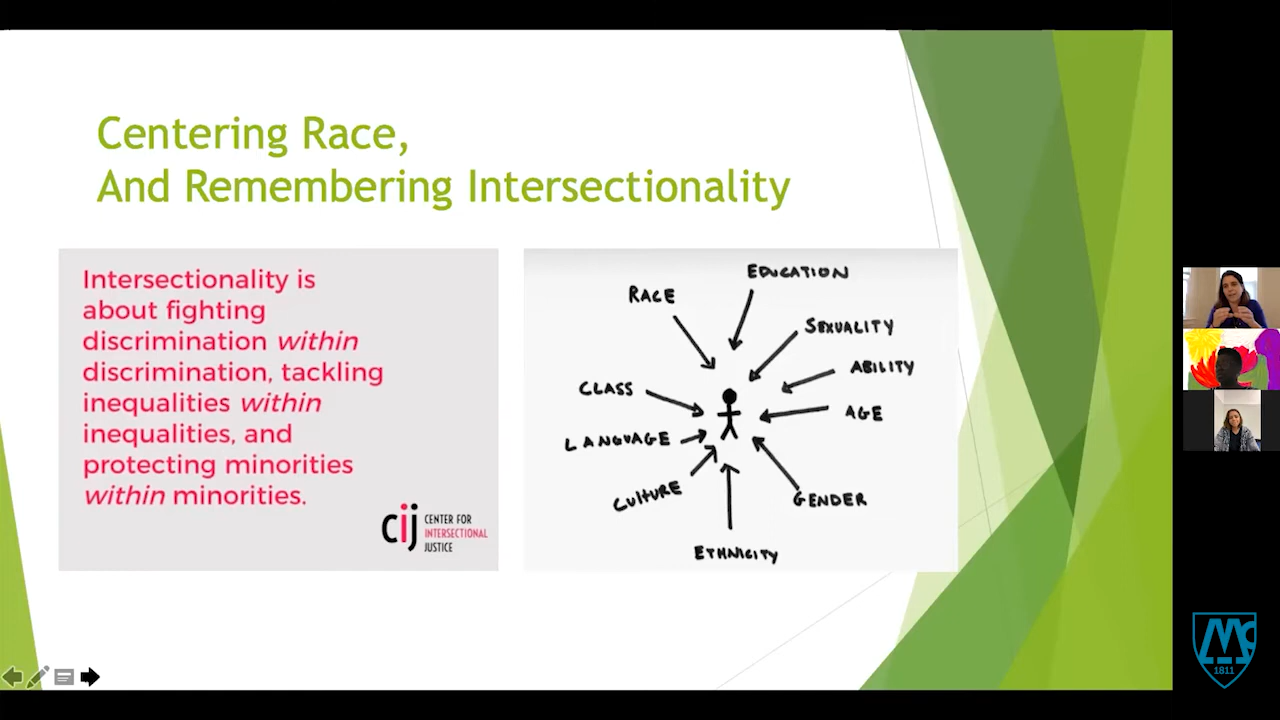 Centering Race,
And Remembering Intersectionality
Intersectionality is
about fighting
discrimination within
discrimination, tackling
inequalities within
inequalities, and
protecting minorities
within minorities.
cij CENTER FOR
INTERSECTIONAL
JUSTICE
EDUCATION
RACE
SEXUALITY
ABILITY
CLASS
AGE
LANGUAGE
CULTURE
GENDER
ETHNICITY
1811